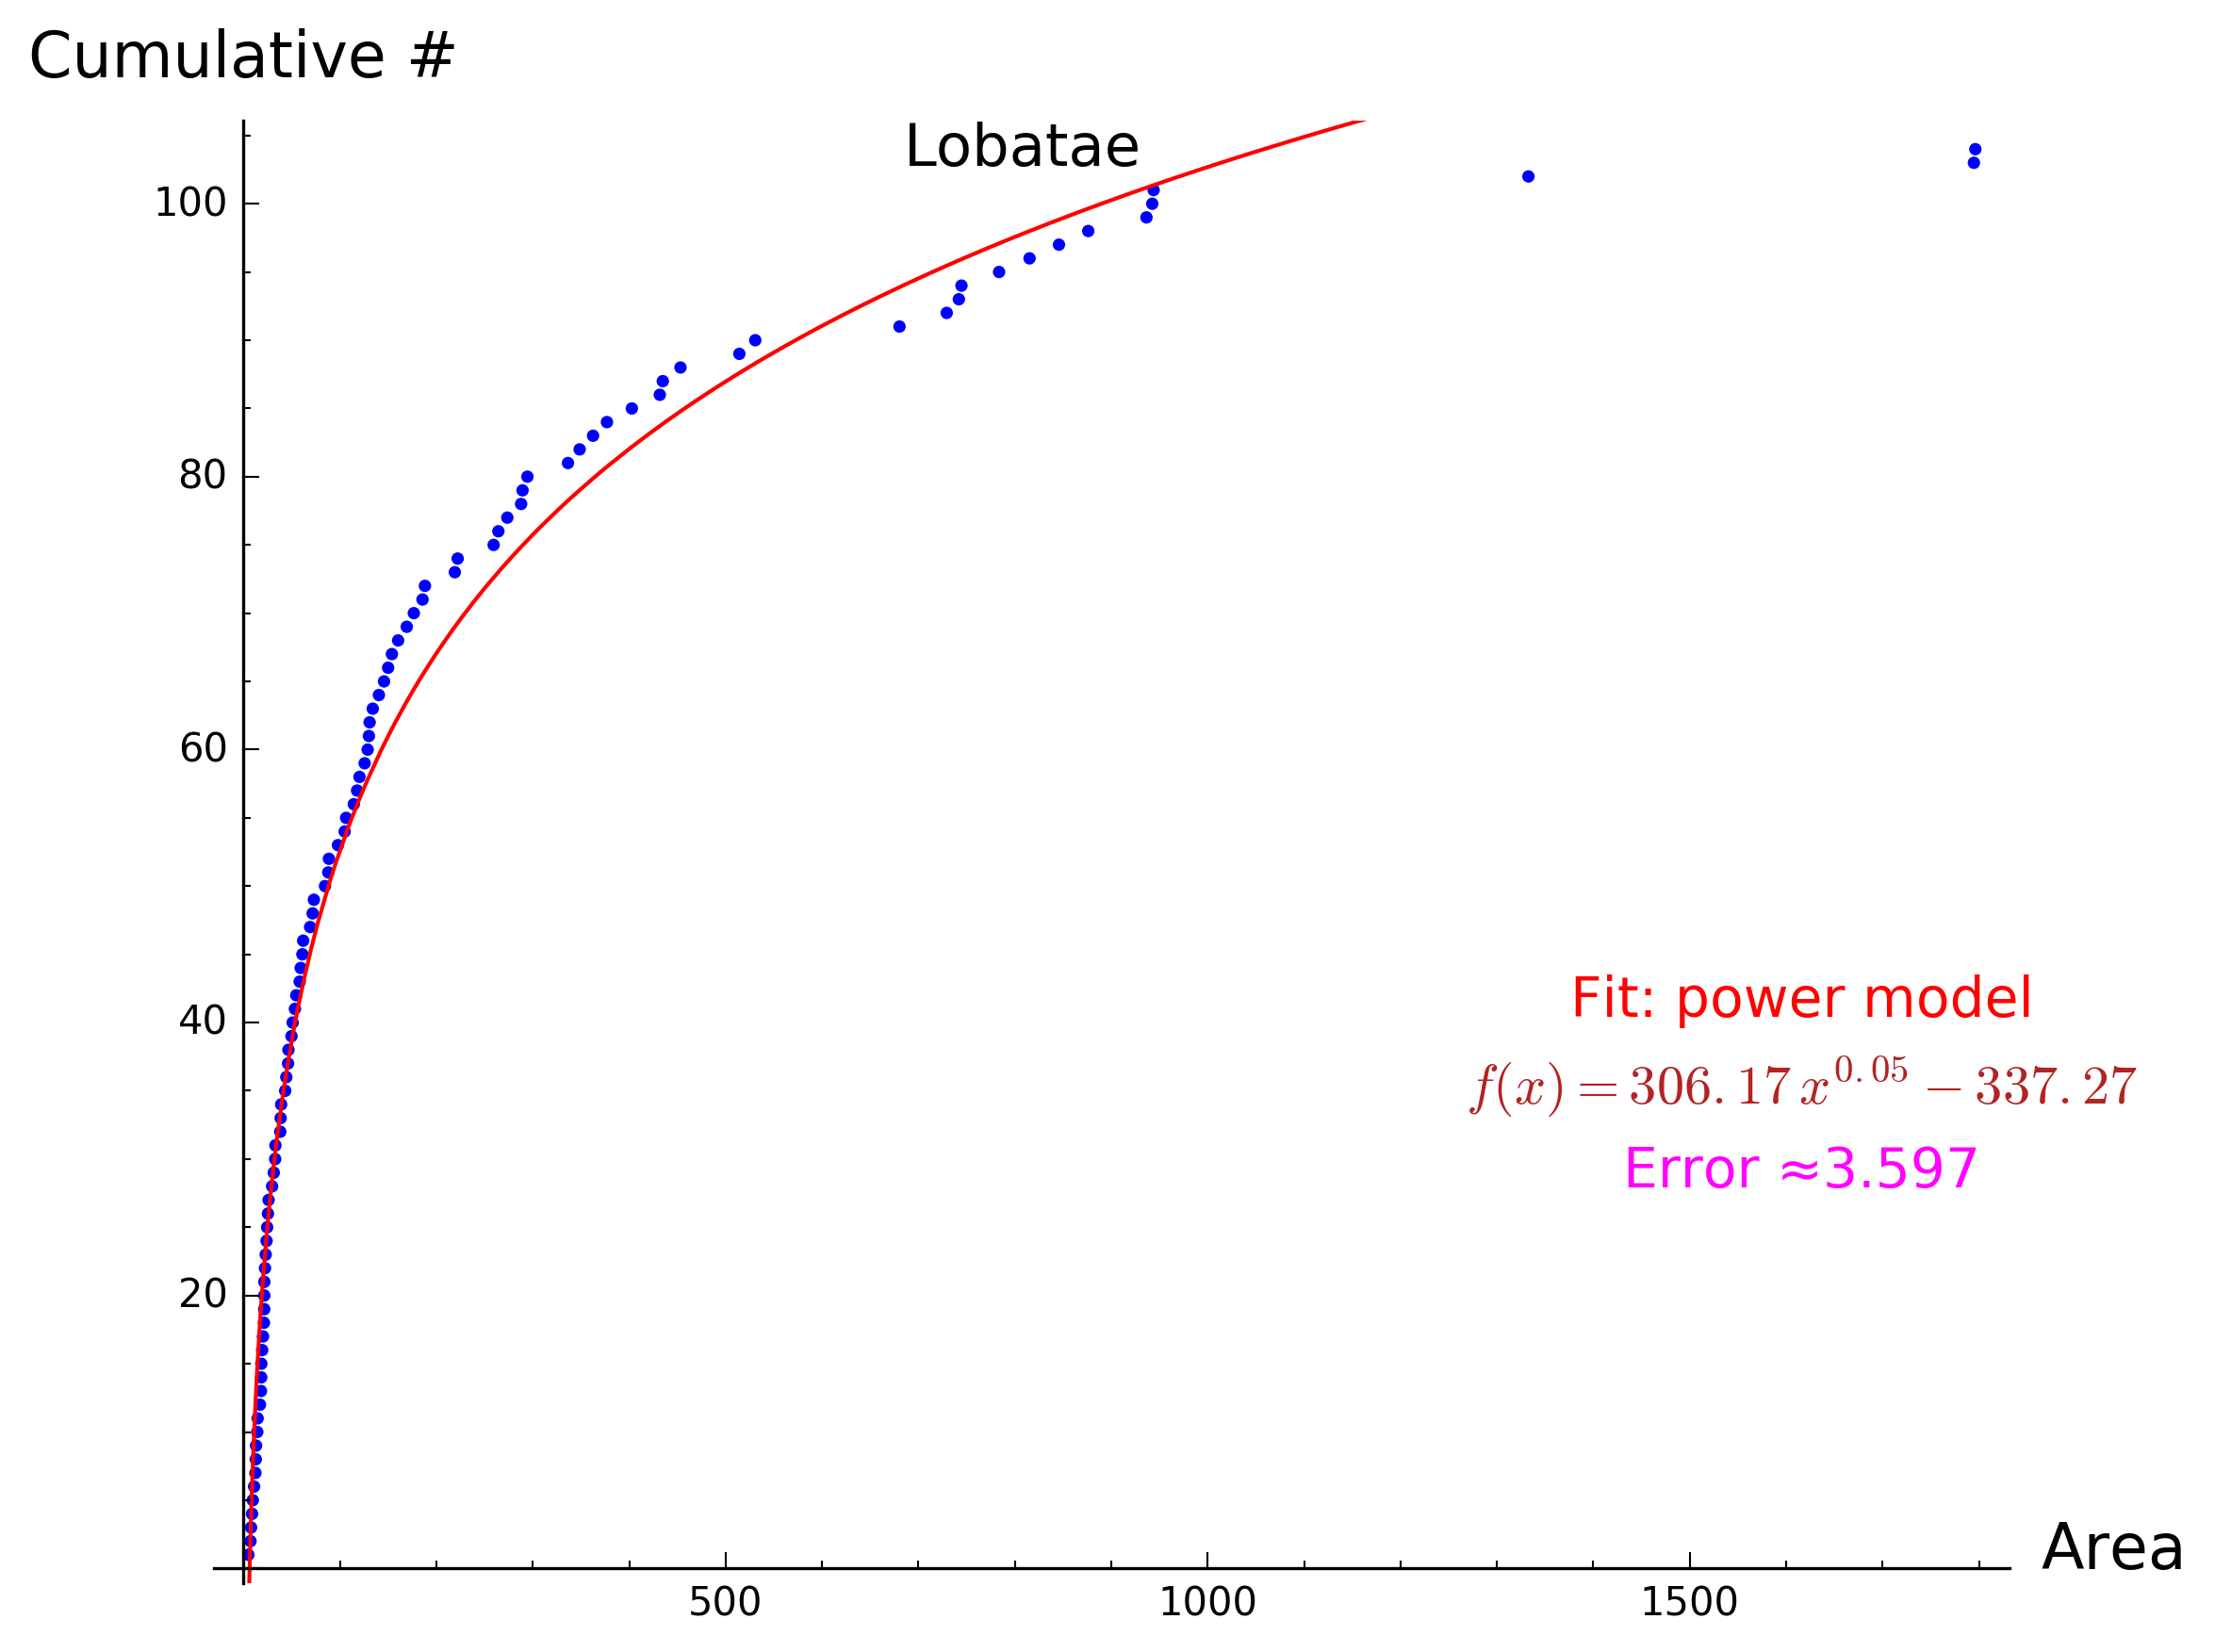 Cumulative #
Lobatae
100
80
60
40
20
Fit: power model
f(x) = 306.17x^{0.05} − 337.27
Error ≈3.597
Area
500 1000 1500